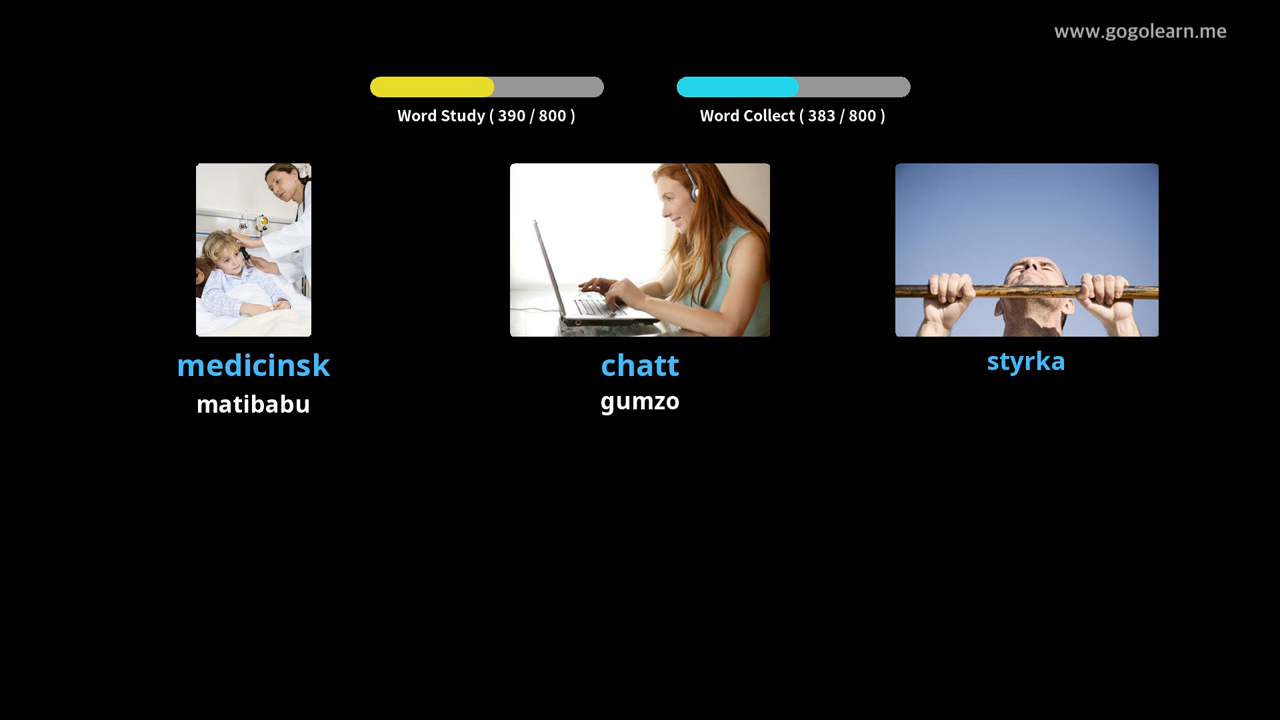 www.gogolearn.me
Word Study ( 390 / 800 )
Word Collect ( 383 / 800 )
medicinsk
matibabu
chatt
gumzo
styrka